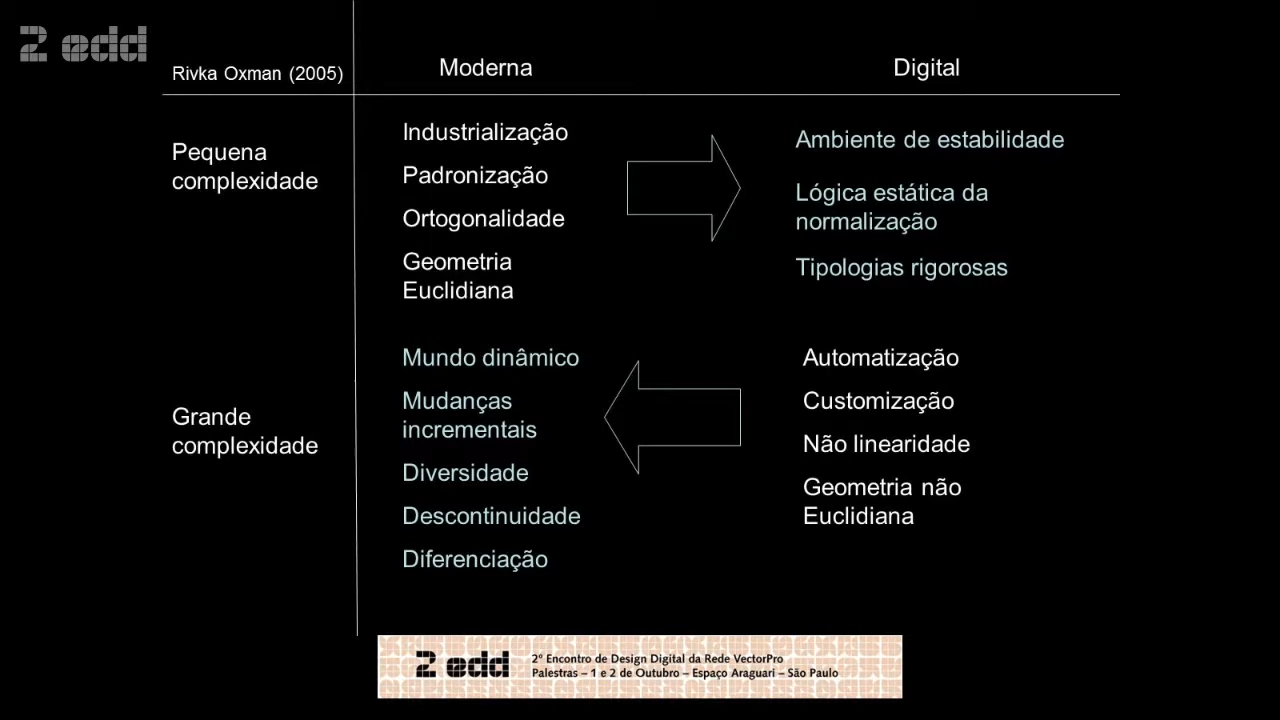 2 edd
Rivka Oxman (2005)
Moderna
Digital
Pequena
complexidade
Industrialização
Padronização
Ortogonalidade
Geometria
Euclidiana
Ambiente de estabilidade
Lógica estática da
normalização
Tipologias rigorosas
Grande
complexidade
Mundo dinâmico
Mudanças
incrementais
Diversidade
Descontinuidade
Diferenciação
Automatização
Customização
Não linearidade
Geometria não
Euclidiana
2 edd
2º Encontro de Design Digital da Rede VectorPro
Palestras – 1 e 2 de Outubro – Espaço Araguari – São Paulo